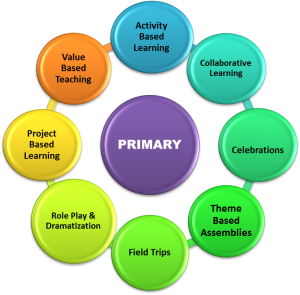 Activity
Based
Learning
Collaborative
Learning
Celebrations
Theme
Based
Assemblies
Field Trips
Role Play &
Dramatization
Project
Based
Learning
Value
Based
Teaching
PRIMARY